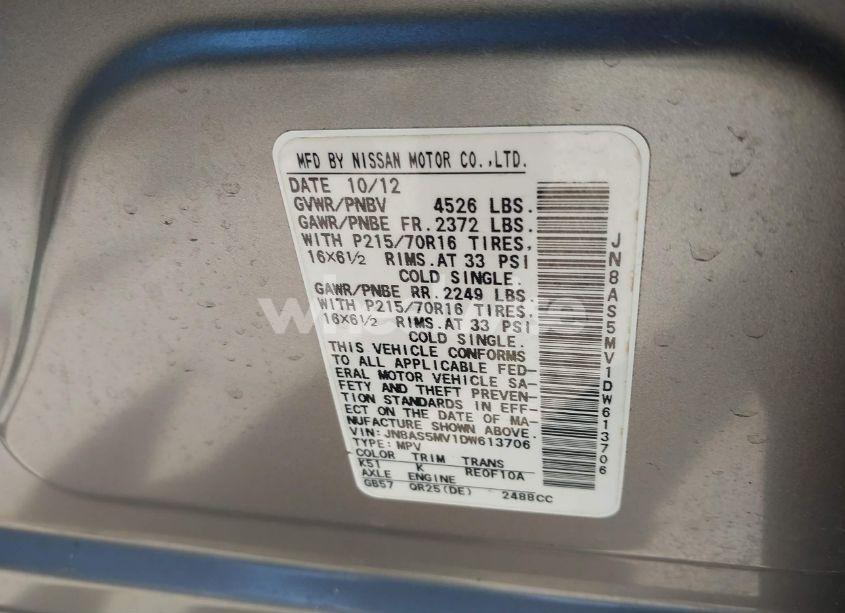 MFD BY NISSAN MOTOR CO.,LTD.
DATE 10/12
GVWR/PNBV 4526 LBS.
GAWR/PNBE FR.2372 LBS.
WITH P215/70R16 TIRES,
16X6½ RIMS.AT 33 PSI
COLD SINGLE.
GAWR/PNBE RR.2249 LBS.
WITH P215/70R16 TIRES,
16X6½ RIMS.AT 33 PSI
COLD SINGLE.
THIS VEHICLE CONFORMS
TO ALL APPLICABLE FED-
ERAL MOTOR VEHICLE SA-
FETY AND THEFT PREVEN-
TION STANDARDS IN EFF-
ECT ON THE DATE OF MA-
NUFACTURE SHOWN ABOVE.
VIN: JN8AS5MV1DW613706
TYPE: MPV
COLOR TRIM TRANS
K51 K RE0F10A
AXLE ENGINE
GB57 QR25(DE) 2488CC
JN8AS5MV1DW613706